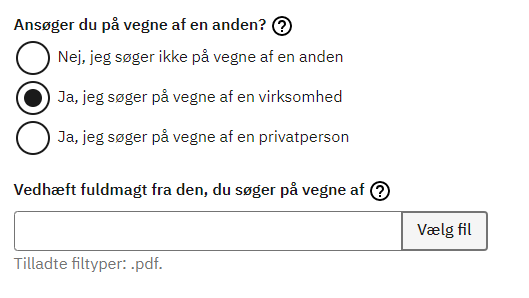 Ansøger du på vegne af en anden? ?
Nej, jeg søger ikke på vegne af en anden
Ja, jeg søger på vegne af en virksomhed
Ja, jeg søger på vegne af en privatperson
Vedhæft fuldmagt fra den, du søger på vegne af ?
Vælg fil
Tilladte filtyper: .pdf.